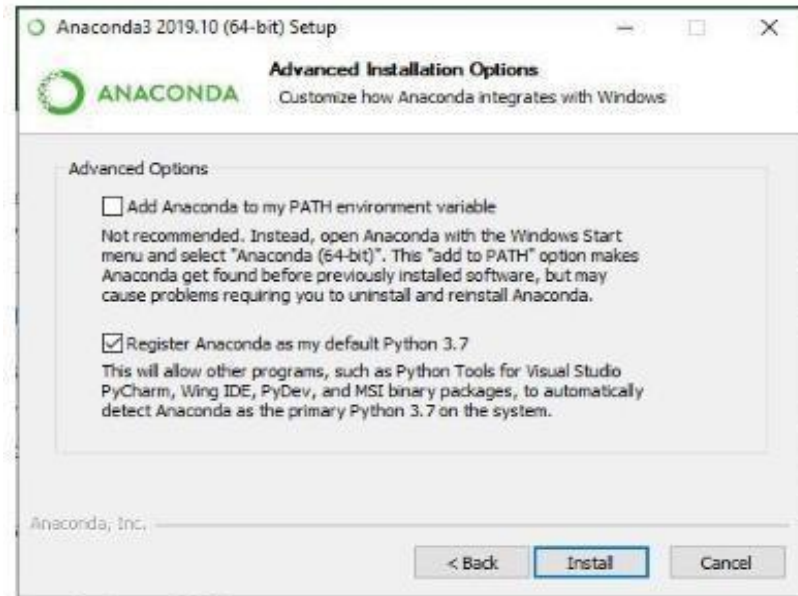 Anaconda3 2019.10 (64-bit) Setup
ANACONDA
Advanced Installation Options
Customize how Anaconda integrates with Windows
Advanced Options
Add Anaconda to my PATH environment variable
Not recommended. Instead, open Anaconda with the Windows Start
menu and select "Anaconda (64-bit)". This "add to PATH" option makes
Anaconda get found before previously installed software, but may
cause problems requiring you to uninstall and reinstall Anaconda.
Register Anaconda as my default Python 3.7
This will allow other programs, such as Python Tools for Visual Studio
PyCharm, Wing IDE, PyDev, and MSI binary packages, to automatically
detect Anaconda as the primary Python 3.7 on the system.
Anaconda, Inc.
< Back
Install
Cancel